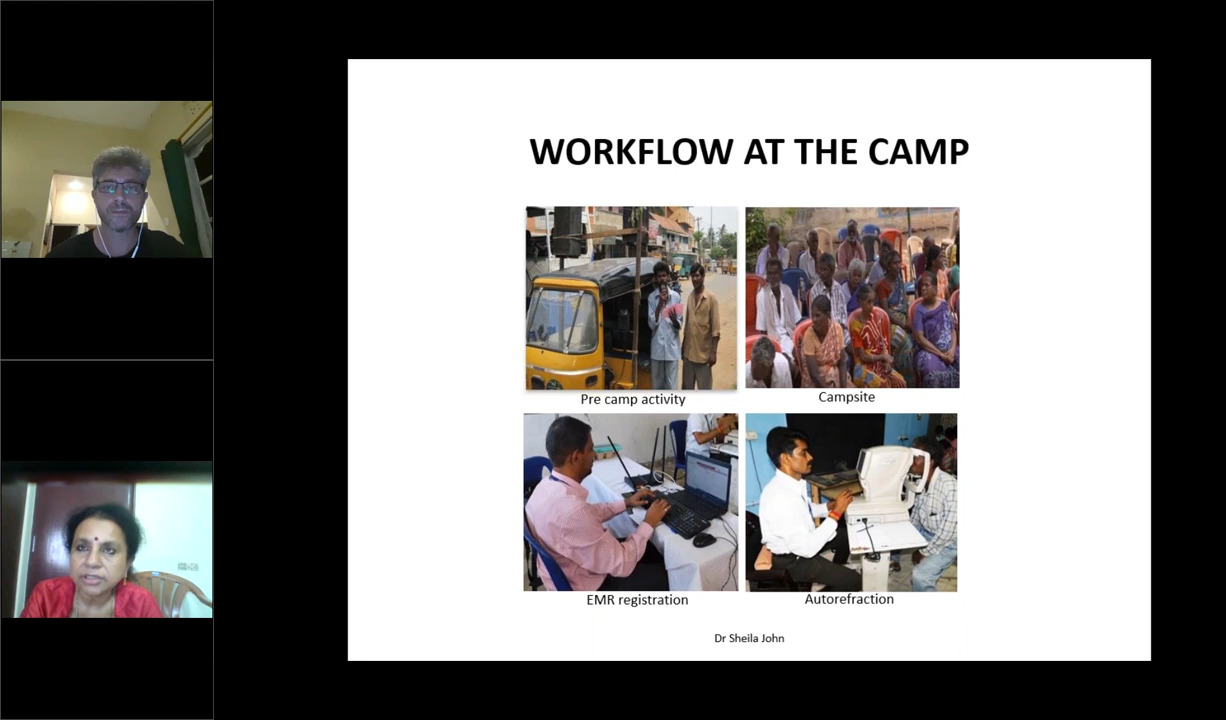 WORKFLOW AT THE CAMP
Pre camp activity
Campsite
EMR registration
Autorefraction
Dr Sheila John